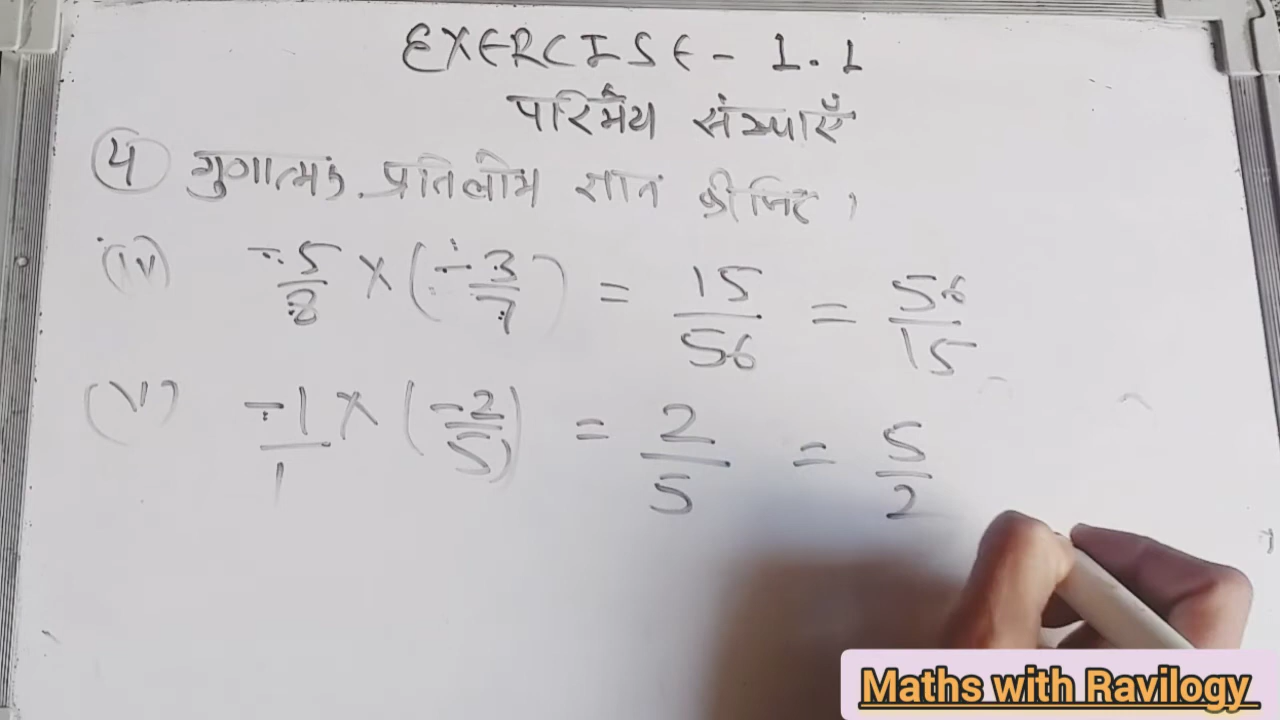 EXERCISE - 1.1
परिमेय संख्याएँ
(4) गुणात्मक प्रतिलोम ज्ञात कीजिए।
(iv) -5/8 × (-3/7) = 15/56 = 56/15
(v) -1/1 × (-2/5) = 2/5 = 5/2
Maths with Ravilogy